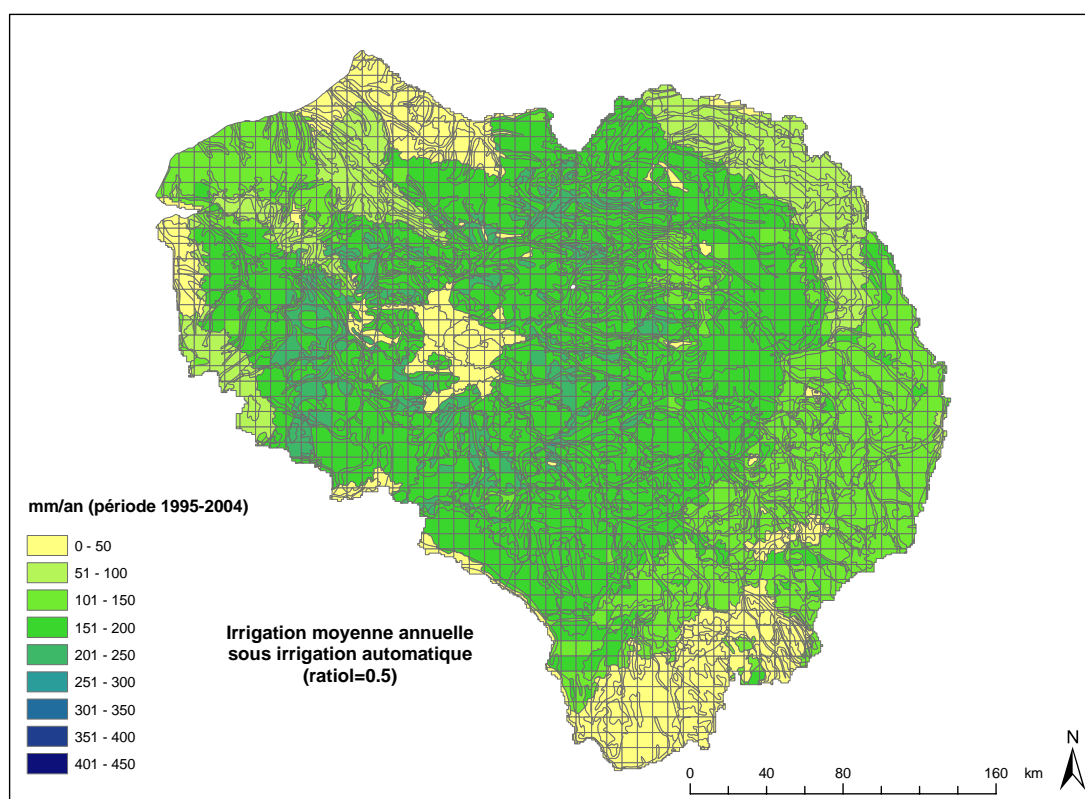 mm/an (période 1995-2004)
0 - 50
51 - 100
101 - 150
151 - 200
201 - 250
251 - 300
301 - 350
351 - 400
401 - 450
Irrigation moyenne annuelle
sous irrigation automatique
(ratiol=0.5)
N
0 40 80 160 km